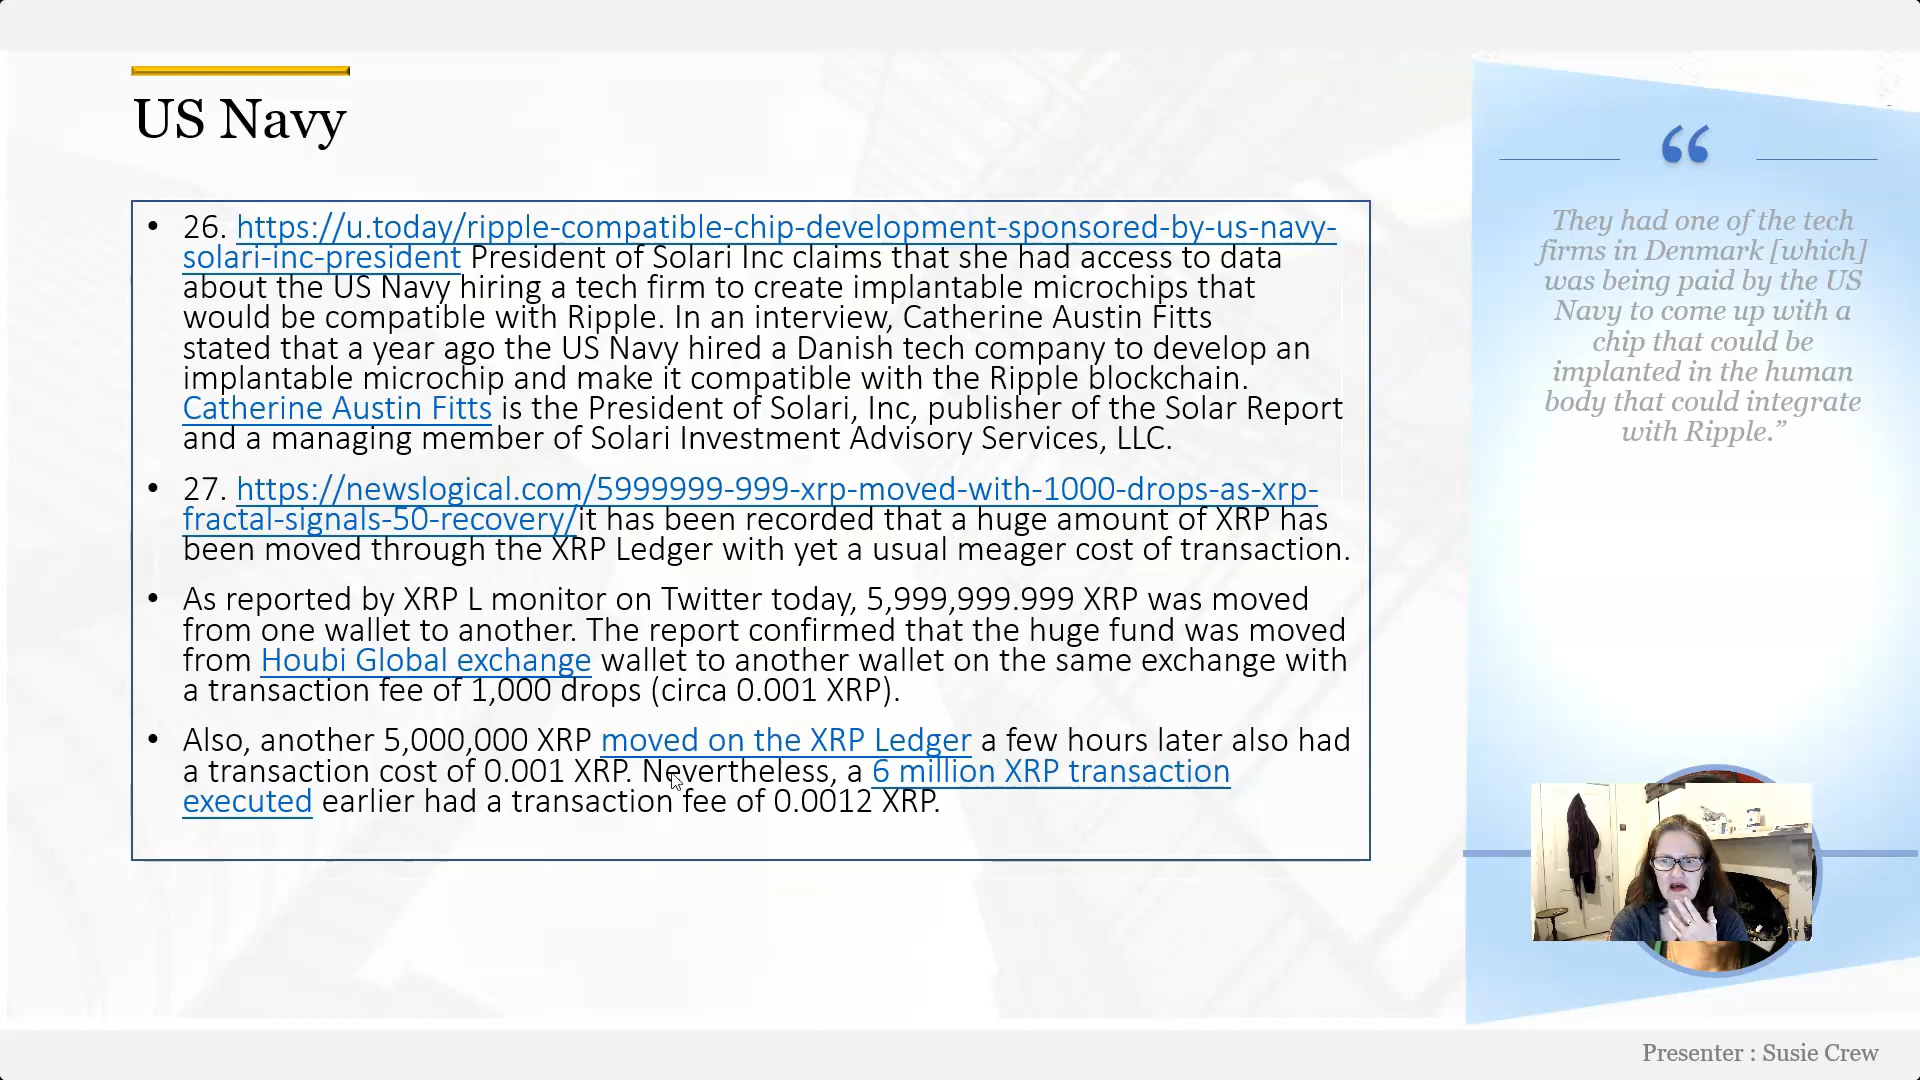 US Navy
• 26. https://u.today/ripple-compatible-chip-development-sponsored-by-us-navy-
solari-inc-president President of Solari Inc claims that she had access to data
about the US Navy hiring a tech firm to create implantable microchips that
would be compatible with Ripple. In an interview, Catherine Austin Fitts
stated that a year ago the US Navy hired a Danish tech company to develop an
implantable microchip and make it compatible with the Ripple blockchain.
Catherine Austin Fitts is the President of Solari, Inc, publisher of the Solar Report
and a managing member of Solari Investment Advisory Services, LLC.
• 27. https://newslogical.com/5999999-999-xrp-moved-with-1000-drops-as-xrp-
fractal-signals-50-recovery/it has been recorded that a huge amount of XRP has
been moved through the XRP Ledger with yet a usual meager cost of transaction.
• As reported by XRP L monitor on Twitter today, 5,999,999.999 XRP was moved
from one wallet to another. The report confirmed that the huge fund was moved
from Houbi Global exchange wallet to another wallet on the same exchange with
a transaction fee of 1,000 drops (circa 0.001 XRP).
• Also, another 5,000,000 XRP moved on the XRP Ledger a few hours later also had
a transaction cost of 0.001 XRP. Nevertheless, a 6 million XRP transaction
executed earlier had a transaction fee of 0.0012 XRP.
“
They had one of the tech
firms in Denmark [which]
was being paid by the US
Navy to come up with a
chip that could be
implanted in the human
body that could integrate
with Ripple.”
Presenter : Susie Crew